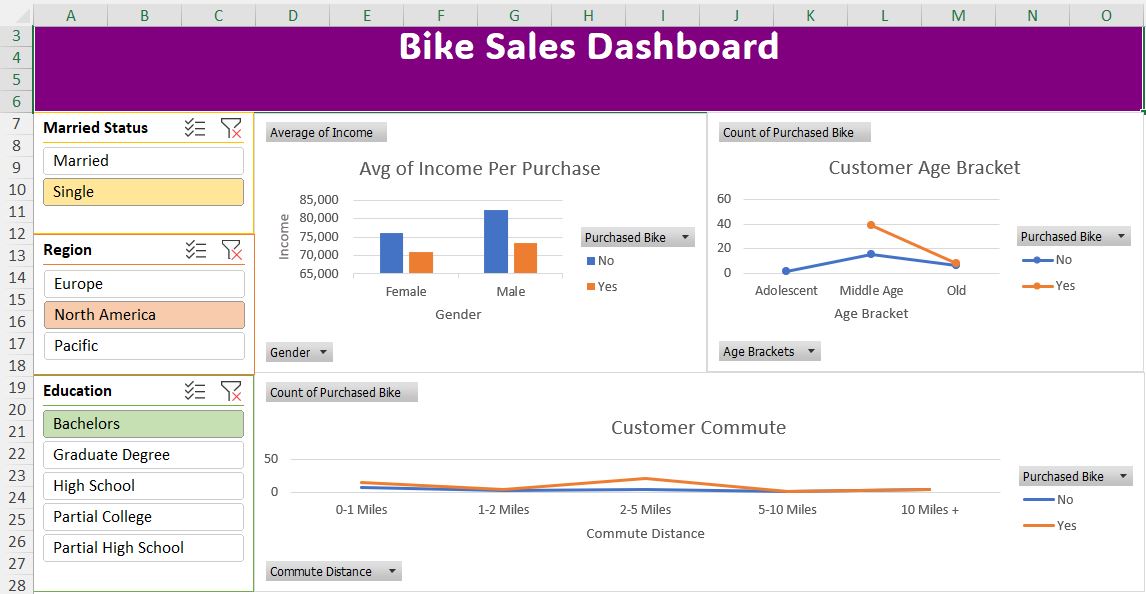 A B C D E F G H I J K L M N O
3
4
5
6
7
8
9
10
11
12
13
14
15
16
17
18
19
20
21
22
23
24
25
26
27
28
Bike Sales Dashboard
Married Status
Married
Single
Region
Europe
North America
Pacific
Education
Bachelors
Graduate Degree
High School
Partial College
Partial High School
Average of Income
Avg of Income Per Purchase
Income
85,000
80,000
75,000
70,000
65,000
Female Male
Gender
Purchased Bike
No
Yes
Gender
Count of Purchased Bike
Customer Age Bracket
60
40
20
0
Adolescent Middle Age Old
Age Bracket
Purchased Bike
No
Yes
Age Brackets
Count of Purchased Bike
Customer Commute
50
0
0-1 Miles 1-2 Miles 2-5 Miles 5-10 Miles 10 Miles +
Commute Distance
Purchased Bike
No
Yes
Commute Distance